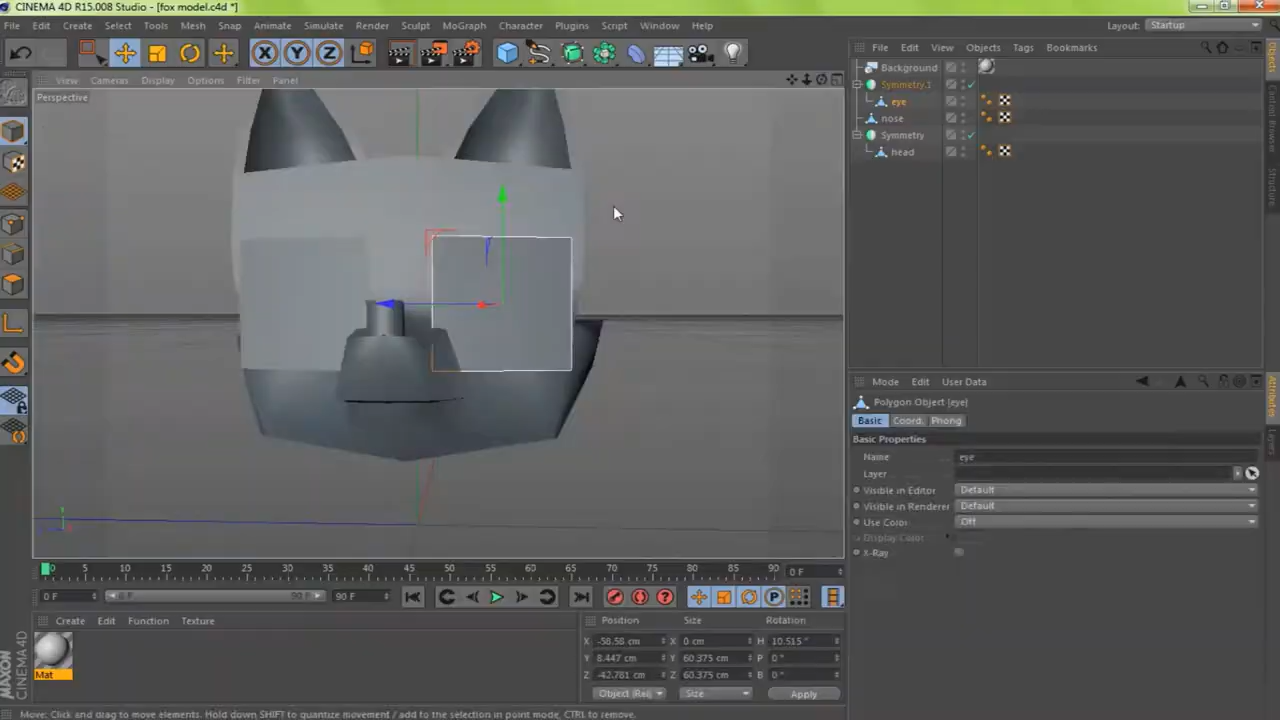 CINEMA 4D R15.008 Studio - [fox model.c4d *]
File Edit Create Select Tools Mesh Snap Animate Simulate Render Sculpt MoGraph Character Plugins Script Window Help
Layout: Startup
X Y Z
File Edit View Objects Tags Bookmarks
View Cameras Display Options Filter Panel
Perspective
Background
Symmetry.1
eye
nose
Symmetry
head
Objects
Content Browser
Structure
Mode Edit User Data
Polygon Object [eye]
Basic Coord. Phong
Basic Properties
Name eye
Layer
Visible in Editor Default
Visible in Renderer Default
Use Color Off
Display Color
X-Ray
Attributes
Layers
0 5 10 15 20 25 30 35 40 45 50 55 60 65 70 75 80 85 90 0 F
0 F 0 F 90 F 90 F
Create Edit Function Texture
Mat
MAXON CINEMA 4D
Position Size Rotation
X -58.58 cm X 0 cm H 10.515 °
Y 8.447 cm Y 60.375 cm P 0 °
Z -42.781 cm Z 60.375 cm B 0 °
Object (Rel) Size Apply
Move: Click and drag to move elements. Hold down SHIFT to quantize movement / add to the selection in point mode, CTRL to remove.